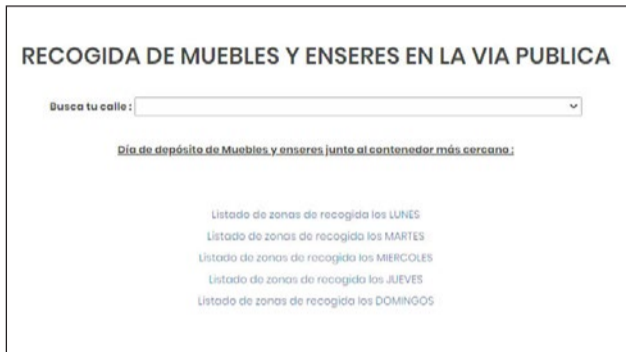 RECOGIDA DE MUEBLES Y ENSERES EN LA VIA PUBLICA
Busca tu calle :
Día de depósito de Muebles y enseres junto al contenedor más cercano :
Listado de zonas de recogida los LUNES
Listado de zonas de recogida los MARTES
Listado de zonas de recogida los MIERCOLES
Listado de zonas de recogida los JUEVES
Listado de zonas de recogida los DOMINGOS